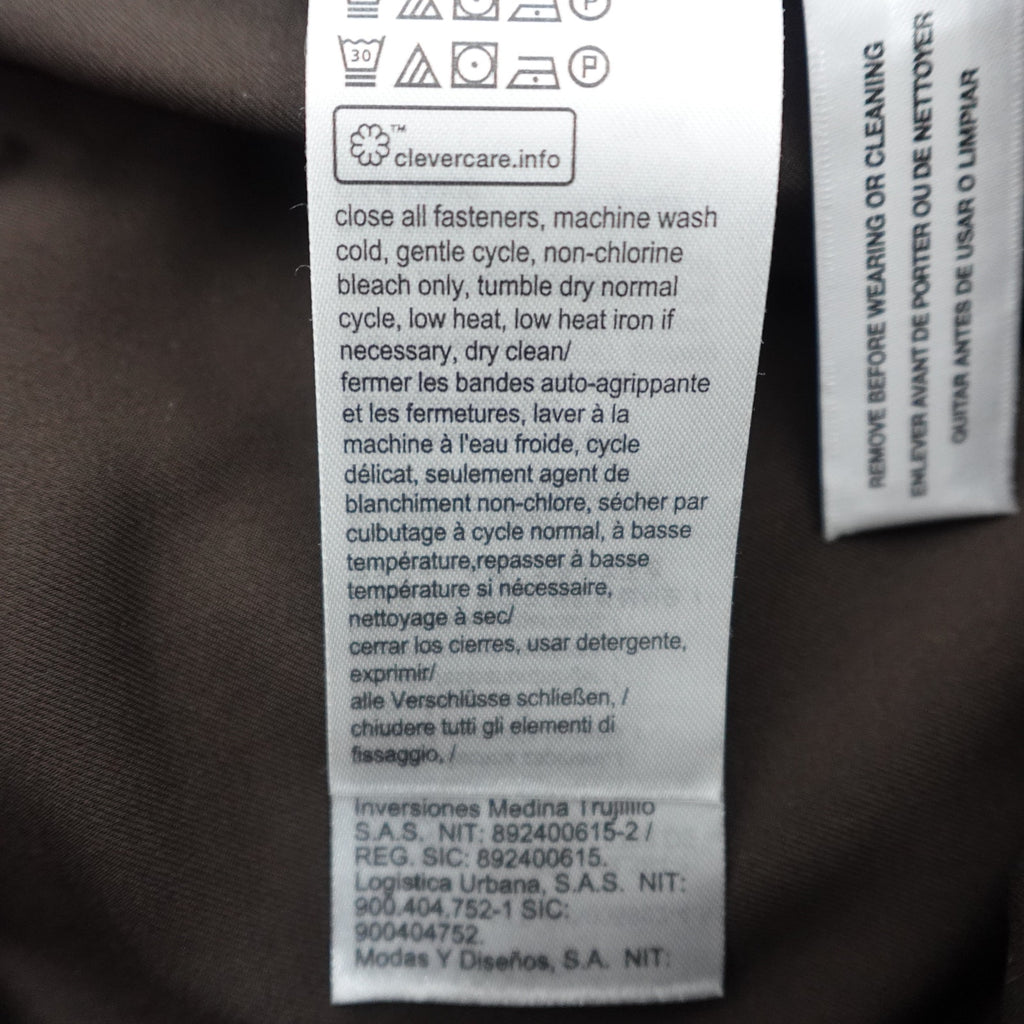 30
P
TM
clevercare.info
close all fasteners, machine wash
cold, gentle cycle, non-chlorine
bleach only, tumble dry normal
cycle, low heat, low heat iron if
necessary, dry clean/
fermer les bandes auto-agrippante
et les fermetures, laver à la
machine à l'eau froide, cycle
délicat, seulement agent de
blanchiment non-chlore, sécher par
culbutage à cycle normal, à basse
température,repasser à basse
température si nécessaire,
nettoyage à sec/
cerrar los cierres, usar detergente,
exprimir/
alle Verschlüsse schließen, /
chiudere tutti gli elementi di
fissaggio, /
Inversiones Medina Trujillo
S.A.S. NIT: 892400615-2 /
REG. SIC: 892400615.
Logistica Urbana, S.A.S. NIT:
900.404.752-1 SIC:
900404752.
Modas Y Diseños, S.A. NIT:
REMOVE BEFORE WEARING OR CLEANING
ENLEVER AVANT DE PORTER OU DE NETTOYER
QUITAR ANTES DE USAR O LIMPIAR